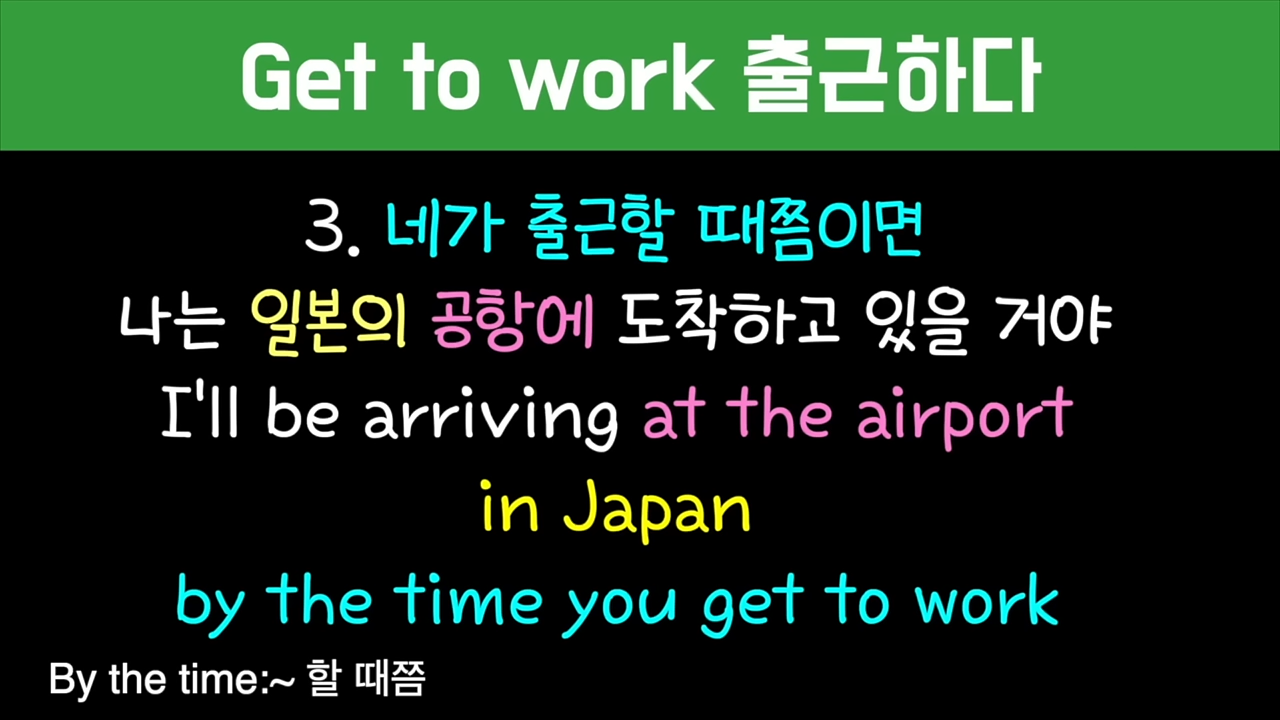 Get to work 출근하다
3. 네가 출근할 때쯤이면
나는 일본의 공항에 도착하고 있을 거야
I'll be arriving at the airport
in Japan
by the time you get to work
By the time:~ 할 때쯤